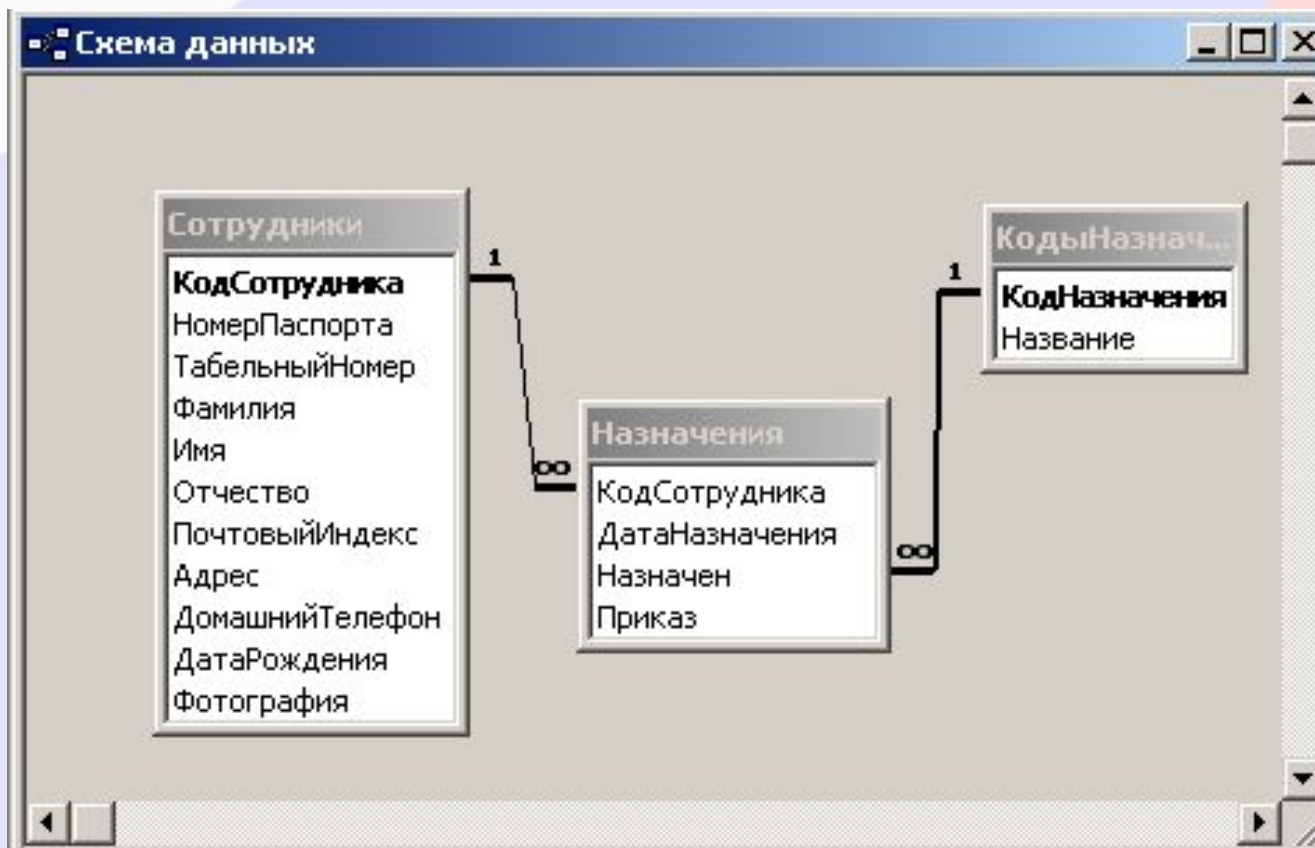 Схема данных
Сотрудники
КодСотрудника
НомерПаспорта
ТабельныйНомер
Фамилия
Имя
Отчество
ПочтовыйИндекс
Адрес
ДомашнийТелефон
ДатаРождения
Фотография
1
∞
Назначения
КодСотрудника
ДатаНазначения
Назначен
Приказ
1
∞
КодыНазнач...
КодНазначения
Название